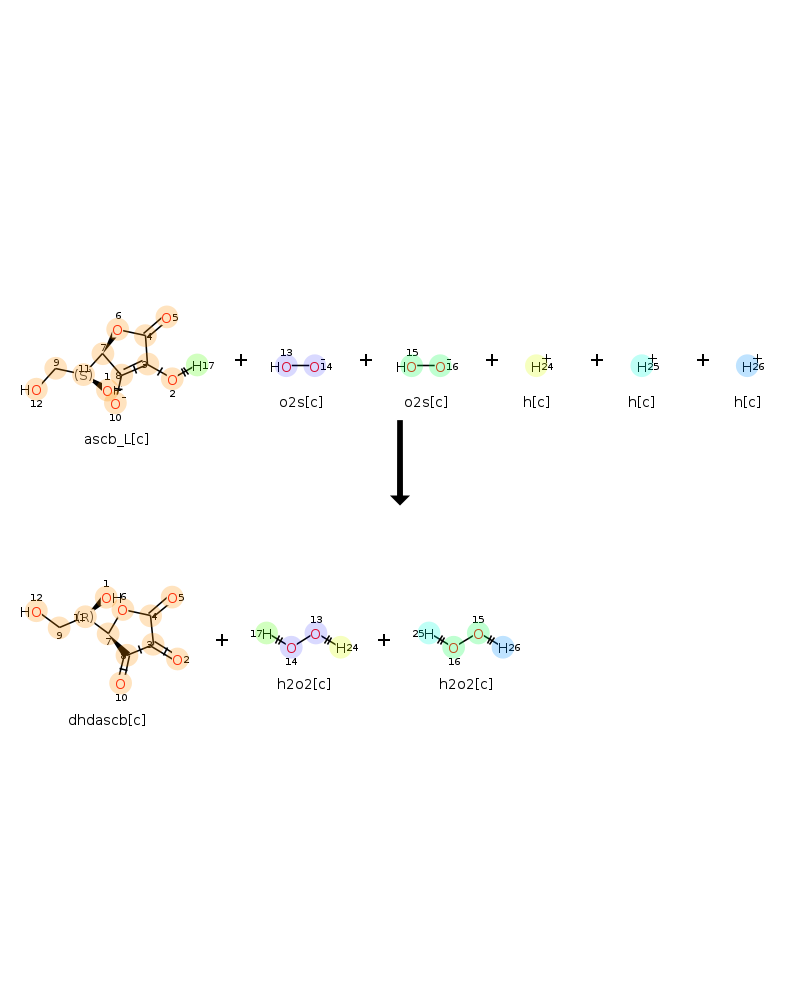 6
O
O 5
4
7
9
11
(S)
1
OH
8
3
O
2
H 17
HO
12
O-
10
ascb_L[c]
+
13
HO
O-
14
o2s[c]
+
15
HO
O-
16
o2s[c]
+
H+
24
h[c]
+
H+
25
h[c]
+
H+
26
h[c]
12
HO
9
11
(R)
1
OH
6
O
O 5
4
7
8
3
O 2
O
10
dhdascb[c]
+
17 H
O
14
13
O
H 24
h2o2[c]
+
25 H
O
16
15
O
H 26
h2o2[c]